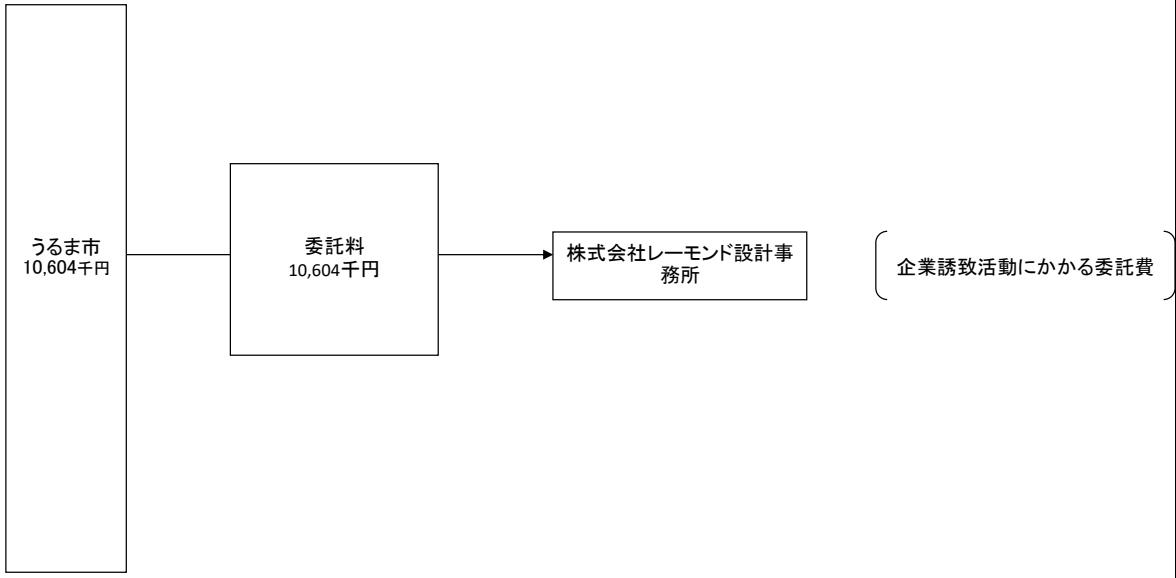 うるま市
10,604千円
委託料
10,604千円
株式会社レーモンド設計事
務所
企業誘致活動にかかる委託費